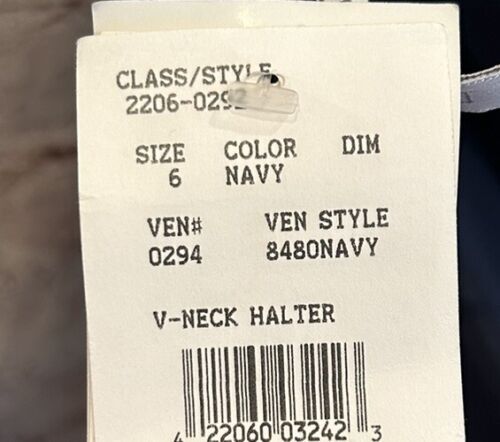 CLASS/STYLE
2206-0292
SIZE COLOR DIM
6 NAVY
VEN# VEN STYLE
0294 8480NAVY
V-NECK HALTER
4 22060 03242 3